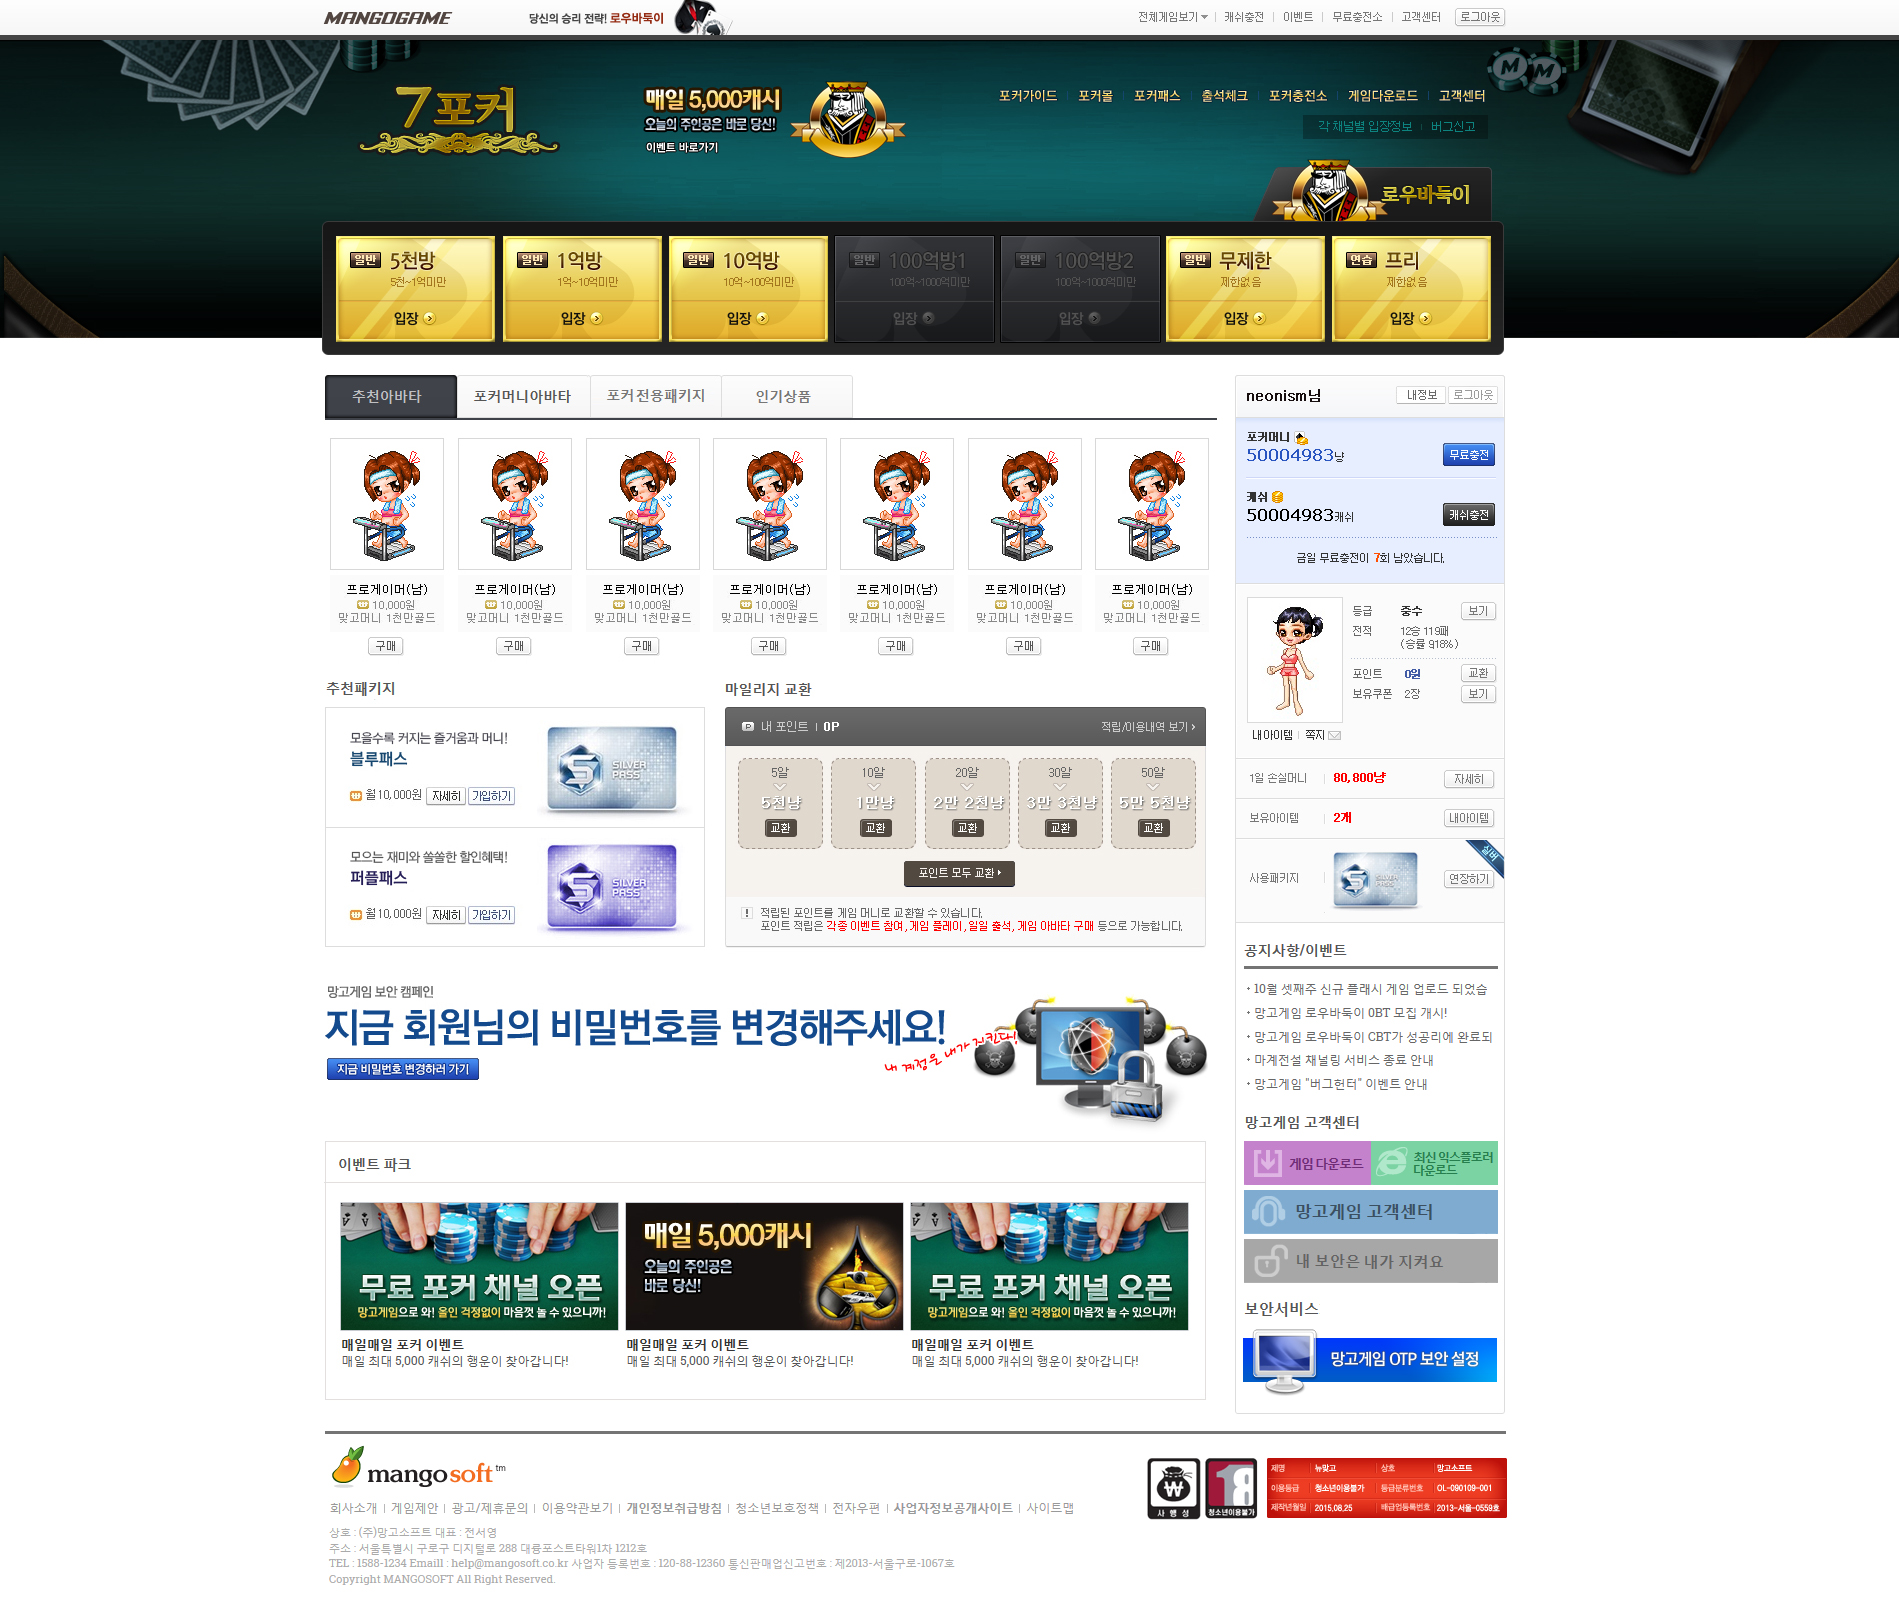 MANGOGAME
당신의 승리 전략! 로우바둑이
전체게임보기 캐쉬충전 이벤트 무료충전소 고객센터 로그아웃
7포커
매일 5,000캐시
오늘의 주인공은 바로 당신!
이벤트 바로가기
포커가이드 포커몰 포커패스 출석체크 포커충전소 게임다운로드 고객센터
각 채널별 입장정보 버그신고
로우바둑이
일반 5천방
5천~1억미만
입장
일반 1억방
1억~10억미만
입장
일반 10억방
10억~100억미만
입장
일반 100억방1
100억~1000억미만
입장
일반 100억방2
100억~1000억미만
입장
일반 무제한
제한없음
입장
연습 프리
제한없음
입장
추천아바타 포커머니아바타 포커전용패키지 인기상품
프로게이머(남) 프로게이머(남) 프로게이머(남) 프로게이머(남) 프로게이머(남) 프로게이머(남) 프로게이머(남)
10,000원 10,000원 10,000원 10,000원 10,000원 10,000원 10,000원
맞고머니 1천만골드 맞고머니 1천만골드 맞고머니 1천만골드 맞고머니 1천만골드 맞고머니 1천만골드 맞고머니 1천만골드 맞고머니 1천만골드
구매 구매 구매 구매 구매 구매 구매
추천패키지
모을수록 커지는 즐거움과 머니!
블루패스
월10,000원 자세히 가입하기
SILVER PASS
모으는 재미와 쏠쏠한 할인혜택!
퍼플패스
월10,000원 자세히 가입하기
SILVER PASS
마일리지 교환
P 내 포인트 0P 적립/이용내역 보기
5알 10알 20알 30알 50알
5천냥 1만냥 2만 2천냥 3만 3천냥 5만 5천냥
교환 교환 교환 교환 교환
포인트 모두 교환
! 적립된 포인트를 게임 머니로 교환할 수 있습니다.
포인트 적립은 각종 이벤트 참여, 게임 플레이, 일일 출석, 게임 아바타 구매 등으로 가능합니다.
망고게임 보안 캠페인
지금 회원님의 비밀번호를 변경해주세요!
내 계정은 내가 지킨다!
지금 비밀번호 변경하러 가기
이벤트 파크
무료 포커 채널 오픈
망고게임으로 와! 올인 걱정없이 마음껏 놀 수 있으니까!
매일매일 포커 이벤트
매일 최대 5,000 캐쉬의 행운이 찾아갑니다!
매일 5,000캐시
오늘의 주인공은
바로 당신!
매일매일 포커 이벤트
매일 최대 5,000 캐쉬의 행운이 찾아갑니다!
무료 포커 채널 오픈
망고게임으로 와! 올인 걱정없이 마음껏 놀 수 있으니까!
매일매일 포커 이벤트
매일 최대 5,000 캐쉬의 행운이 찾아갑니다!
neonism님 내정보 로그아웃
포커머니
50004983냥 무료충전
캐쉬
50004983캐쉬 캐쉬충전
금일 무료충전이 7회 남았습니다.
등급 중수 보기
전적 12승 119패
(승률 9.18%)
포인트 0원 교환
보유쿠폰 2장 보기
내아이템 쪽지
1일 손실머니 80,800냥 자세히
보유아이템 2개 내아이템
실버
사용패키지 SILVER PASS 연장하기
공지사항/이벤트
10월 셋째주 신규 플래시 게임 업로드 되었습
망고게임 로우바둑이 OBT 모집 개시!
망고게임 로우바둑이 CBT가 성공리에 완료되
마계전설 채널링 서비스 종료 안내
망고게임 "버그헌터" 이벤트 안내
망고게임 고객센터
게임 다운로드
최신 익스플로러
다운로드
망고게임 고객센터
내 보안은 내가 지켜요
보안서비스
망고게임 OTP 보안 설정
mangosoft tm
회사소개 게임제안 광고/제휴문의 이용약관보기 개인정보취급방침 청소년보호정책 전자우편 사업자정보공개사이트 사이트맵
상호 : (주)망고소프트 대표 : 전서영
주소 : 서울특별시 구로구 디지털로 288 대륭포스트타워1차 1212호
TEL : 1588-1234 Emaill : help@mangosoft.co.kr 사업자 등록번호 : 120-88-12360 통신판매업신고번호 : 제2013-서울구로-1067호
Copyright MANGOSOFT All Right Reserved.
사행성
18
청소년이용불가
제명 뉴맞고 상호 망고소프트
이용등급 청소년이용불가 등급분류번호 OL-090109-001
제작년월일 2015.08.25 배급업등록번호 2013-서울-0559호